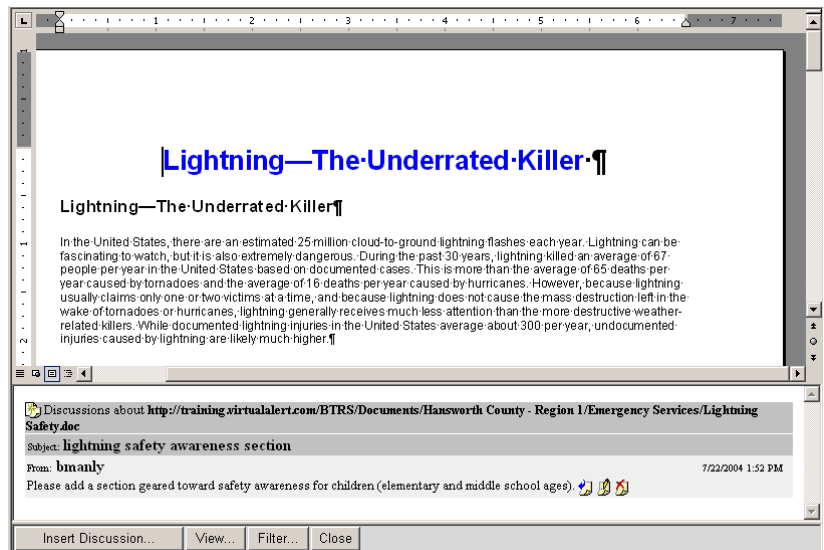 L 1 2 3 4 5 6 7
Lightning—The·Underrated·Killer·¶
Lightning—The·Underrated·Killer¶
In·the·United·States,·there·are·an·estimated·25·million·cloud-to-ground·lightning·flashes·each·year.·Lightning·can·be·
fascinating·to·watch,·but·it·is·also·extremely·dangerous.·During·the·past·30·years,·lightning·killed·an·average·of·67·
people·per·year·in·the·United·States·based·on·documented·cases.·This·is·more·than·the·average·of·65·deaths·per·
year·caused·by·tornadoes·and·the·average·of·16·deaths·per·year·caused·by·hurricanes.·However,·because·lightning·
usually·claims·only·one·or·two·victims·at·a·time,·and·because·lightning·does·not·cause·the·mass·destruction·left·in·the·
wake·of·tornadoes·or·hurricanes,·lightning·generally·receives·much·less·attention·than·the·more·destructive·weather-
related·killers.·While·documented·lightning·injuries·in·the·United·States·average·about·300·per·year,·undocumented·
injuries·caused·by·lightning·are·likely·much·higher.¶
1
1
2
Discussions about http://training.virtualalert.com/BTRS/Documents/Hansworth County - Region 1/Emergency Services/Lightning
Safety.doc
Subject: lightning safety awareness section
From: bmanly 7/22/2004 1:52 PM
Please add a section geared toward safety awareness for children (elementary and middle school ages).
Insert Discussion... View... Filter... Close